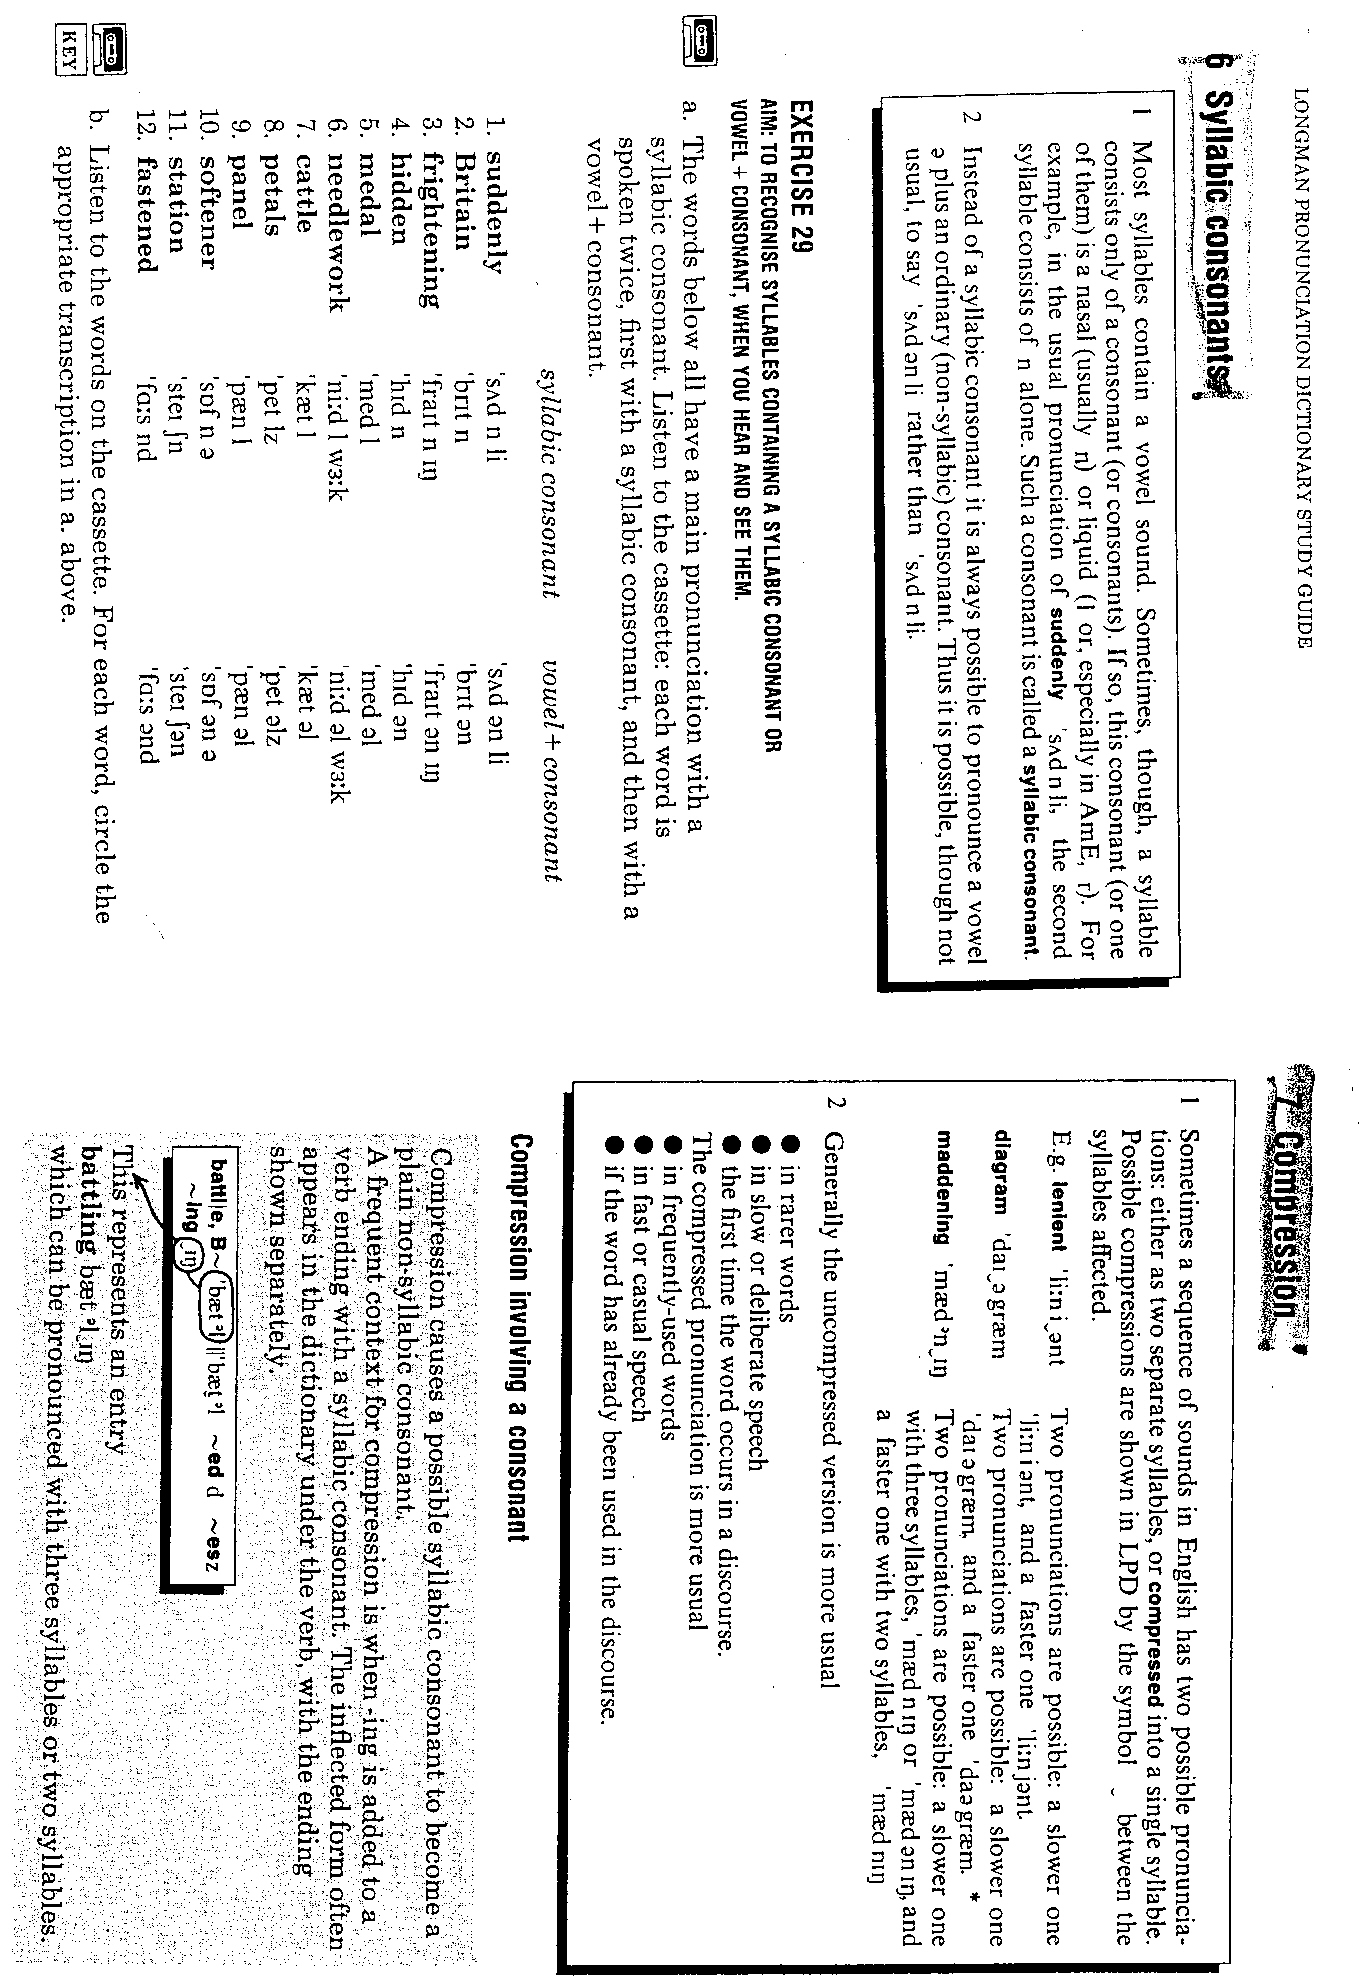 LONGMAN PRONUNCIATION DICTIONARY STUDY GUIDE
6 Syllabic consonants
1 Most syllables contain a vowel sound. Sometimes, though, a syllable
consists only of a consonant (or consonants). If so, this consonant (or one
of them) is a nasal (usually n) or liquid (l or, especially in AmE, r). For
example, in the usual pronunciation of suddenly ˈsʌd n li, the second
syllable consists of n alone. Such a consonant is called a syllabic consonant.
2 Instead of a syllabic consonant it is always possible to pronounce a vowel
ə plus an ordinary (non-syllabic) consonant. Thus it is possible, though not
usual, to say ˈsʌd ən li rather than ˈsʌd n li.
EXERCISE 29
AIM: TO RECOGNISE SYLLABLES CONTAINING A SYLLABIC CONSONANT OR
VOWEL + CONSONANT, WHEN YOU HEAR AND SEE THEM.
a. The words below all have a main pronunciation with a
syllabic consonant. Listen to the cassette: each word is
spoken twice, first with a syllabic consonant, and then with a
vowel + consonant.
syllabic consonant vowel + consonant
1. suddenly ˈsʌd n li ˈsʌd ən li
2. Britain ˈbrɪt n ˈbrɪt ən
3. frightening ˈfraɪt n ɪŋ ˈfraɪt ən ɪŋ
4. hidden ˈhɪd n ˈhɪd ən
5. medal ˈmed l ˈmed əl
6. needlework ˈniːd l wɜːk ˈniːd əl wɜːk
7. cattle ˈkæt l ˈkæt əl
8. petals ˈpet lz ˈpet əlz
9. panel ˈpæn l ˈpæn əl
10. softener ˈsɒf n ə ˈsɒf ən ə
11. station ˈsteɪ ʃn ˈsteɪ ʃən
12. fastened ˈfɑːs nd ˈfɑːs ənd
KEY
b. Listen to the words on the cassette. For each word, circle the
appropriate transcription in a. above.
7 Compression
1 Sometimes a sequence of sounds in English has two possible pronuncia-
tions: either as two separate syllables, or compressed into a single syllable.
Possible compressions are shown in LPD by the symbol ‿ between the
syllables affected.
E.g. lenient ˈliːn i‿ənt Two pronunciations are possible: a slower one
ˈliːn i ənt, and a faster one ˈliːn jənt.
diagram ˈdaɪ‿ə græm Two pronunciations are possible: a slower one
ˈdaɪ ə græm, and a faster one ˈdaə græm. *
maddening ˈmæd ᵊn‿ɪŋ Two pronunciations are possible: a slower one
with three syllables, ˈmæd n ɪŋ or ˈmæd ən ɪŋ, and
a faster one with two syllables, ˈmæd nɪŋ
2 Generally the uncompressed version is more usual
● in rarer words
● in slow or deliberate speech
● the first time the word occurs in a discourse.
The compressed pronunciation is more usual
● in frequently-used words
● in fast or casual speech
● if the word has already been used in the discourse.
Compression involving a consonant
Compression causes a possible syllabic consonant to become a
plain non-syllabic consonant.
A frequent context for compression is when -ing is added to a
verb ending with a syllabic consonant. The inflected form often
appears in the dictionary under the verb, with the ending
shown separately.
battl|e, B~ ˈbæt ᵊl ||ˈbæt̬ ᵊl ~ed d ~es z
~ing ‿ɪŋ
This represents an entry
battling bæt ᵊl‿ɪŋ
which can be pronounced with three syllables or two syllables.